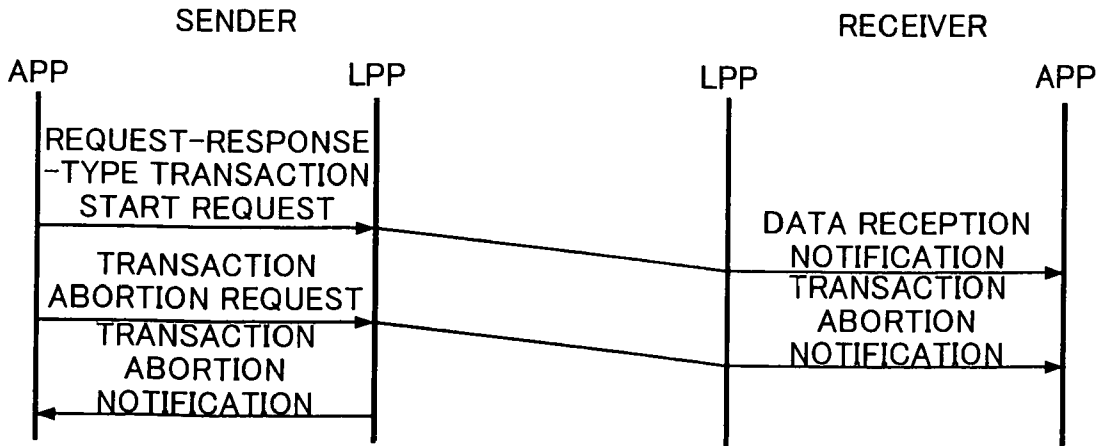 SENDER
RECEIVER
APP
LPP
LPP
APP
REQUEST-RESPONSE
-TYPE TRANSACTION
START REQUEST
DATA RECEPTION
NOTIFICATION
TRANSACTION
ABORTION REQUEST
TRANSACTION
ABORTION
NOTIFICATION
TRANSACTION
ABORTION
NOTIFICATION